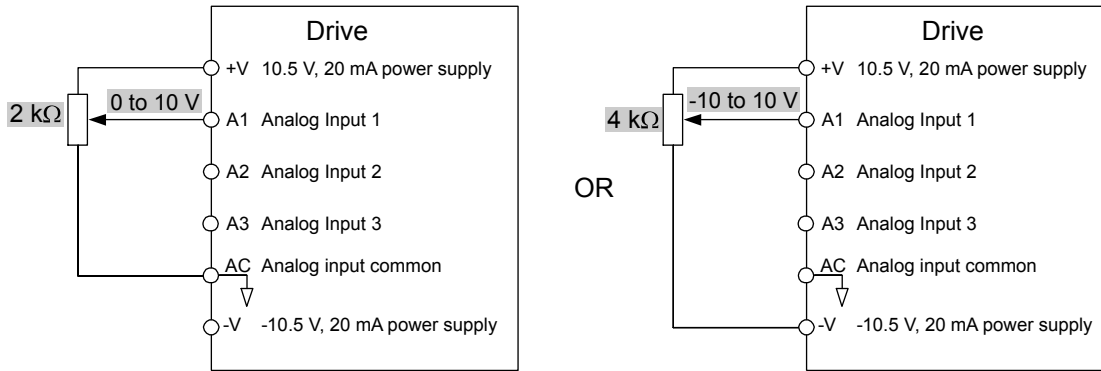 Drive
+V 10.5 V, 20 mA power supply
2 kΩ
0 to 10 V
A1 Analog Input 1
A2 Analog Input 2
A3 Analog Input 3
AC Analog input common
-V -10.5 V, 20 mA power supply
OR
Drive
+V 10.5 V, 20 mA power supply
4 kΩ
-10 to 10 V
A1 Analog Input 1
A2 Analog Input 2
A3 Analog Input 3
AC Analog input common
-V -10.5 V, 20 mA power supply